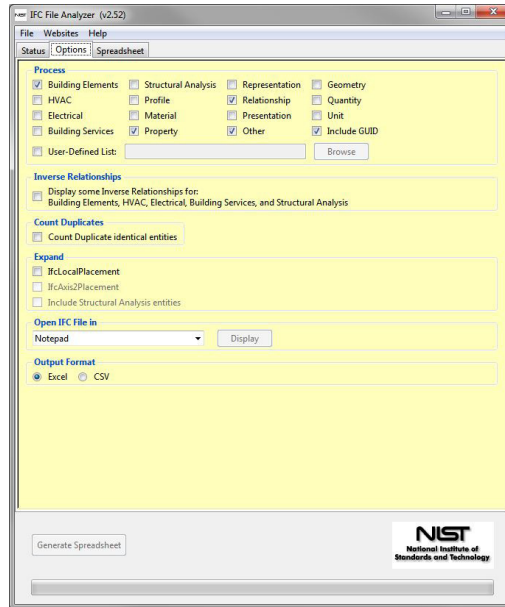 NIST IFC File Analyzer (v2.52)
File Websites Help
Status Options Spreadsheet
Process
Building Elements Structural Analysis Representation Geometry
HVAC Profile Relationship Quantity
Electrical Material Presentation Unit
Building Services Property Other Include GUID
User-Defined List: Browse
Inverse Relationships
Display some Inverse Relationships for:
Building Elements, HVAC, Electrical, Building Services, and Structural Analysis
Count Duplicates
Count Duplicate identical entities
Expand
IfcLocalPlacement
IfcAxis2Placement
Include Structural Analysis entities
Open IFC File in
Notepad Display
Output Format
Excel CSV
Generate Spreadsheet
NIST
National Institute of
Standards and Technology